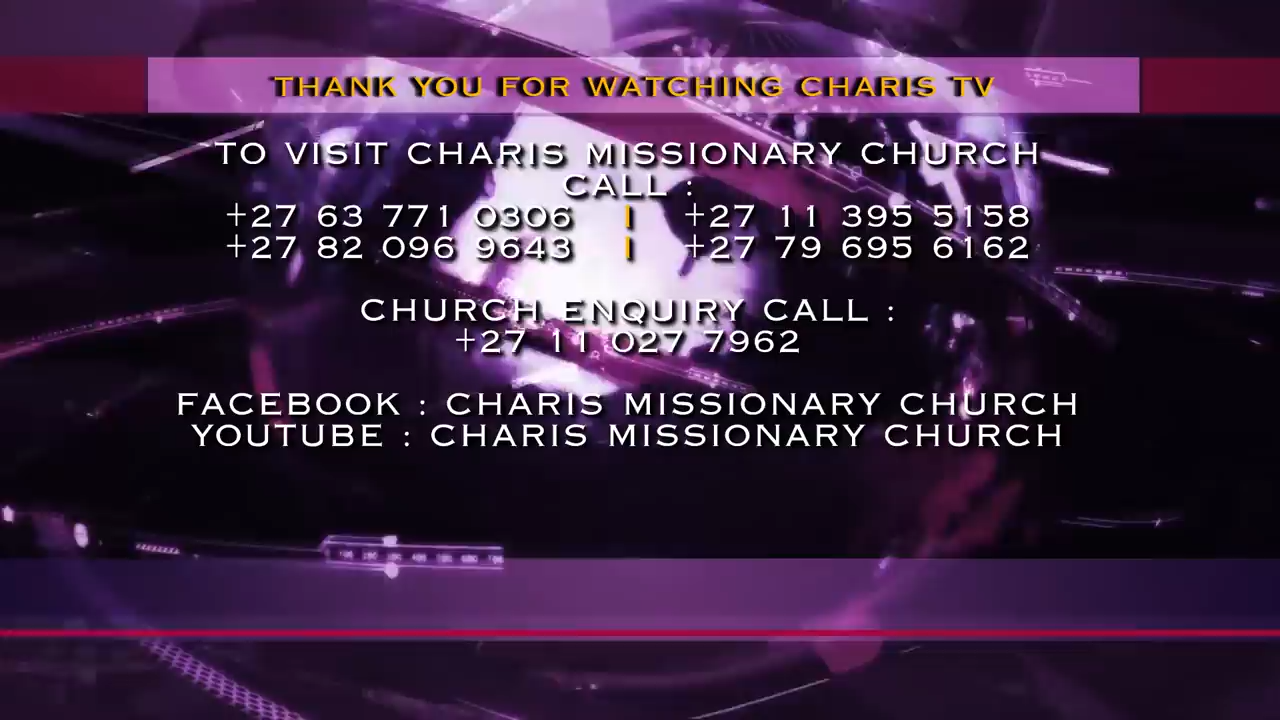 THANK YOU FOR WATCHING CHARIS TV
TO VISIT CHARIS MISSIONARY CHURCH
CALL :
+27 63 771 0306 | +27 11 395 5158
+27 82 096 9643 | +27 79 695 6162
CHURCH ENQUIRY CALL :
+27 11 027 7962
FACEBOOK : CHARIS MISSIONARY CHURCH
YOUTUBE : CHARIS MISSIONARY CHURCH